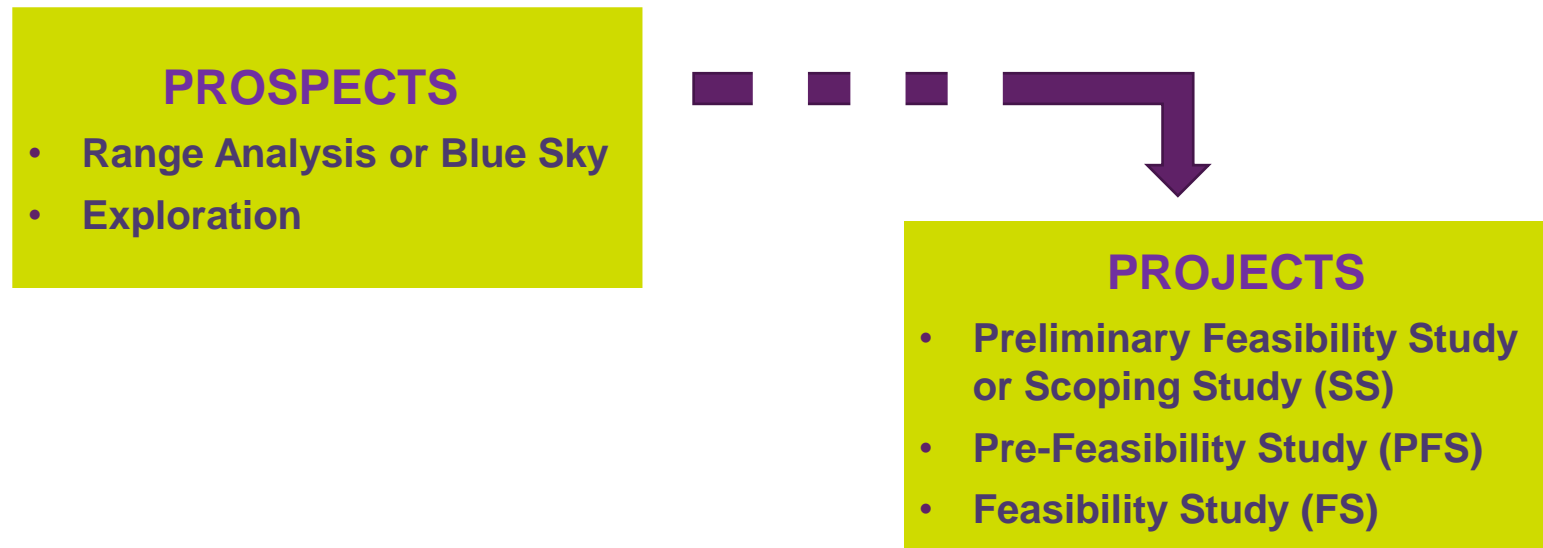 PROSPECTS
• Range Analysis or Blue Sky
• Exploration
PROJECTS
• Preliminary Feasibility Study
or Scoping Study (SS)
• Pre-Feasibility Study (PFS)
• Feasibility Study (FS)